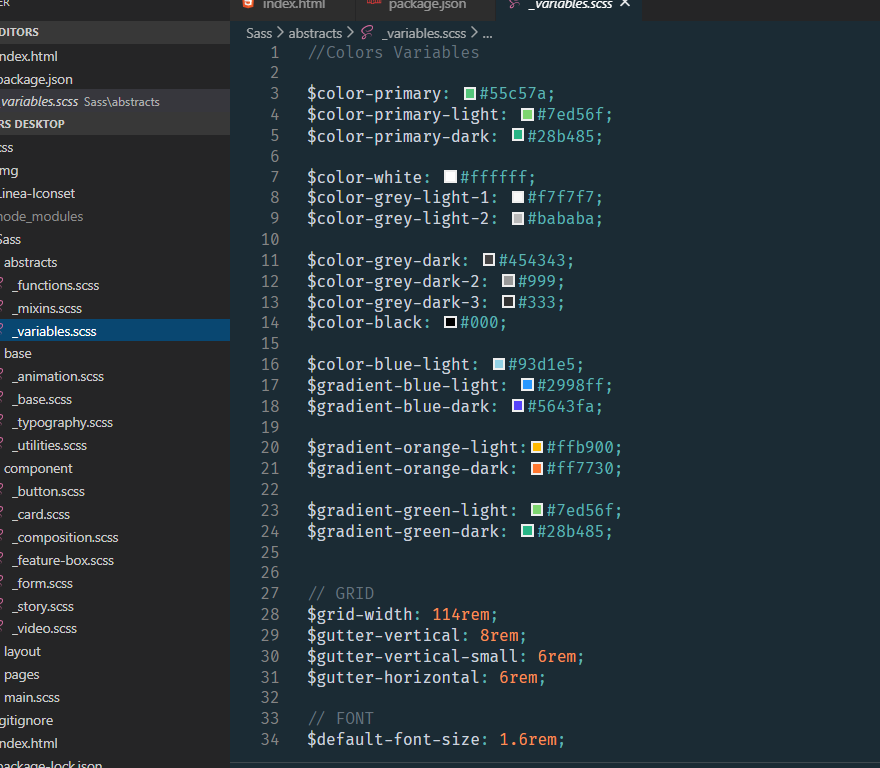 ER
index.html
package.json
_variables.scss
DITORS
ndex.html
package.json
variables.scss Sass\abstracts
RS DESKTOP
css
mg
Linea-Iconset
node_modules
Sass
abstracts
_functions.scss
_mixins.scss
_variables.scss
base
_animation.scss
_base.scss
_typography.scss
_utilities.scss
component
_button.scss
_card.scss
_composition.scss
_feature-box.scss
_form.scss
_story.scss
_video.scss
layout
pages
main.scss
gitignore
ndex.html
package-lock.json
Sass > abstracts > _variables.scss > ...
1 //Colors Variables
2
3 $color-primary: #55c57a;
4 $color-primary-light: #7ed56f;
5 $color-primary-dark: #28b485;
6
7 $color-white: #ffffff;
8 $color-grey-light-1: #f7f7f7;
9 $color-grey-light-2: #bababa;
10
11 $color-grey-dark: #454343;
12 $color-grey-dark-2: #999;
13 $color-grey-dark-3: #333;
14 $color-black: #000;
15
16 $color-blue-light: #93d1e5;
17 $gradient-blue-light: #2998ff;
18 $gradient-blue-dark: #5643fa;
19
20 $gradient-orange-light:#ffb900;
21 $gradient-orange-dark: #ff7730;
22
23 $gradient-green-light: #7ed56f;
24 $gradient-green-dark: #28b485;
25
26
27 // GRID
28 $grid-width: 114rem;
29 $gutter-vertical: 8rem;
30 $gutter-vertical-small: 6rem;
31 $gutter-horizontal: 6rem;
32
33 // FONT
34 $default-font-size: 1.6rem;